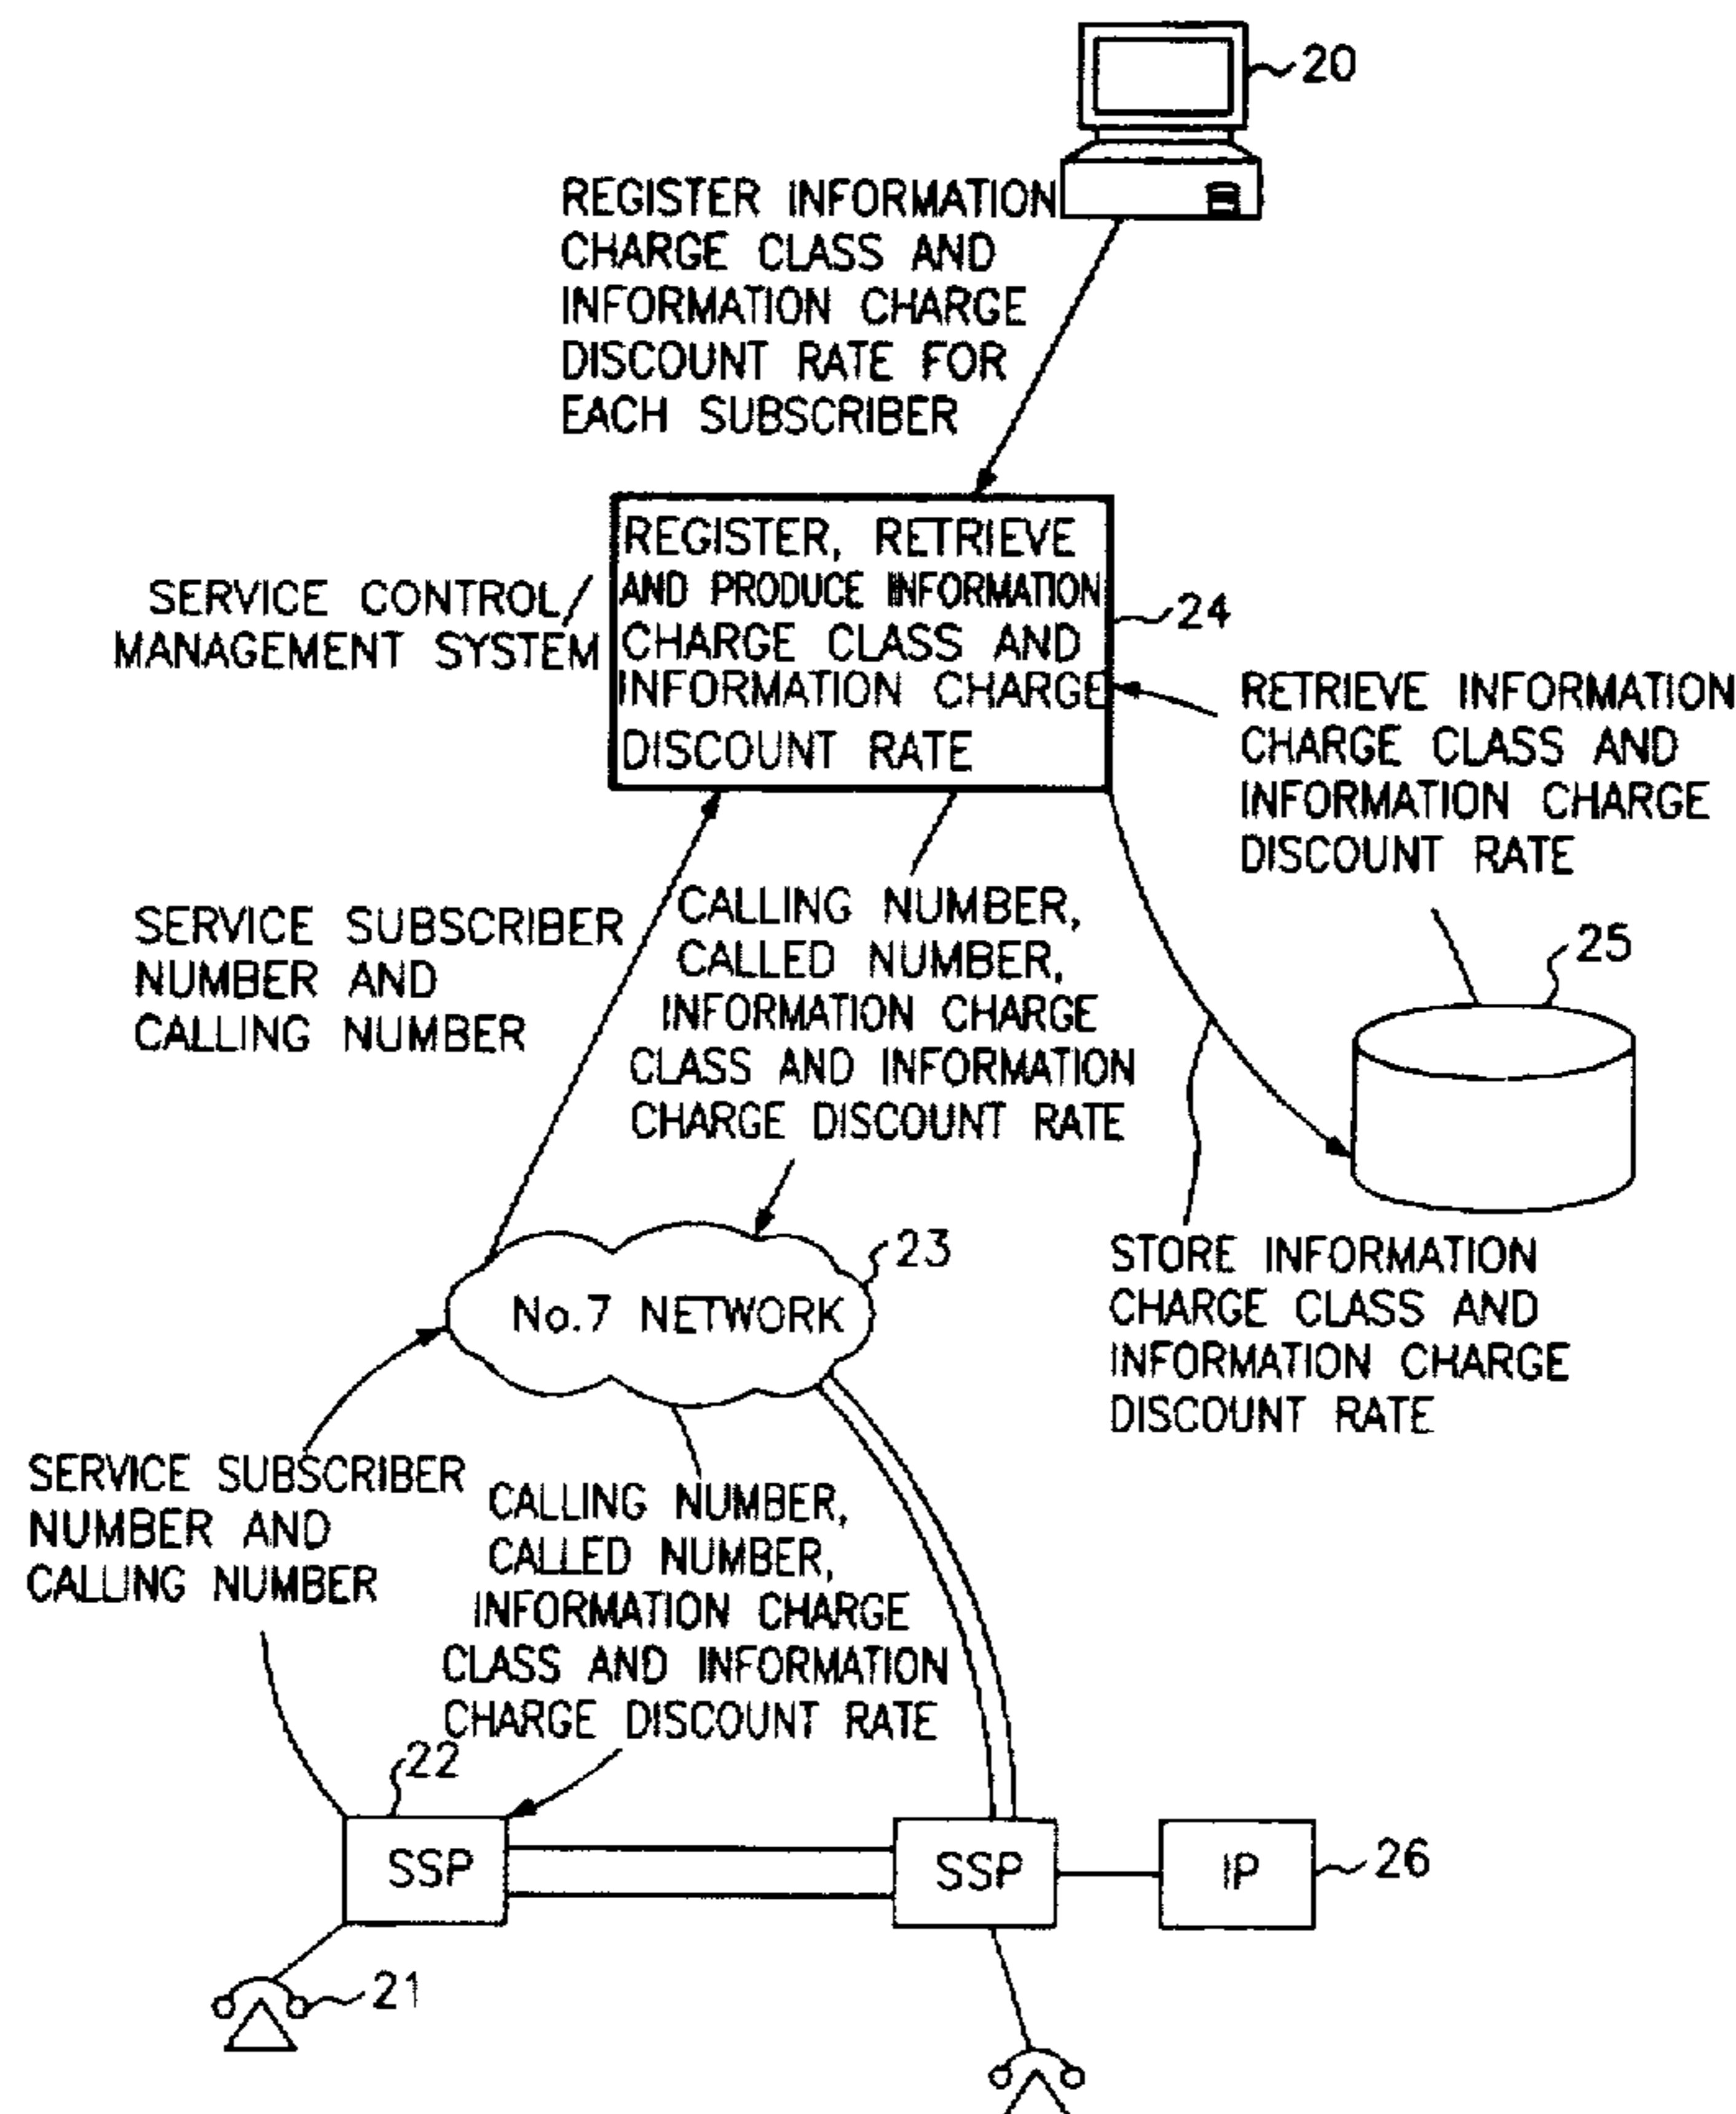 20
REGISTER INFORMATION
CHARGE CLASS AND
INFORMATION CHARGE
DISCOUNT RATE FOR
EACH SUBSCRIBER
REGISTER, RETRIEVE
AND PRODUCE INFORMATION
CHARGE CLASS AND
INFORMATION CHARGE
DISCOUNT RATE
SERVICE CONTROL
MANAGEMENT SYSTEM
24
RETRIEVE INFORMATION
CHARGE CLASS AND
INFORMATION CHARGE
DISCOUNT RATE
SERVICE SUBSCRIBER
NUMBER AND
CALLING NUMBER
CALLING NUMBER,
CALLED NUMBER,
INFORMATION CHARGE
CLASS AND INFORMATION
CHARGE DISCOUNT RATE
25
23
No.7 NETWORK
STORE INFORMATION
CHARGE CLASS AND
INFORMATION CHARGE
DISCOUNT RATE
SERVICE SUBSCRIBER
NUMBER AND
CALLING NUMBER
CALLING NUMBER,
CALLED NUMBER,
INFORMATION CHARGE
CLASS AND INFORMATION
CHARGE DISCOUNT RATE
22
SSP
SSP
IP
26
21